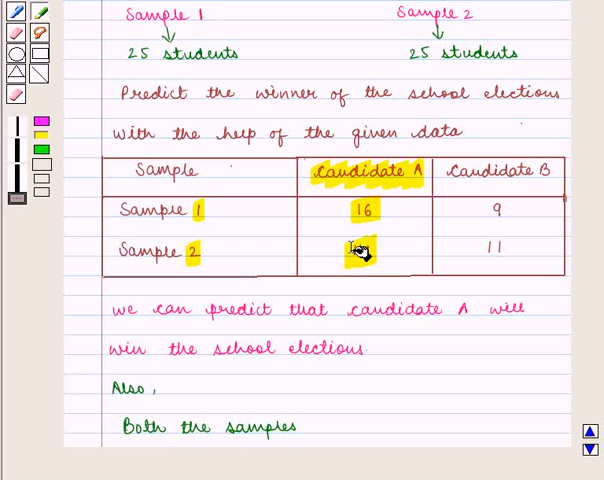 Sample 1 Sample 2
25 students 25 students
Predict the winner of the school elections
with the help of the given data
Sample Candidate A Candidate B
Sample 1 16 9
Sample 2 11
we can predict that candidate A will
win the school elections.
Also,
Both the samples